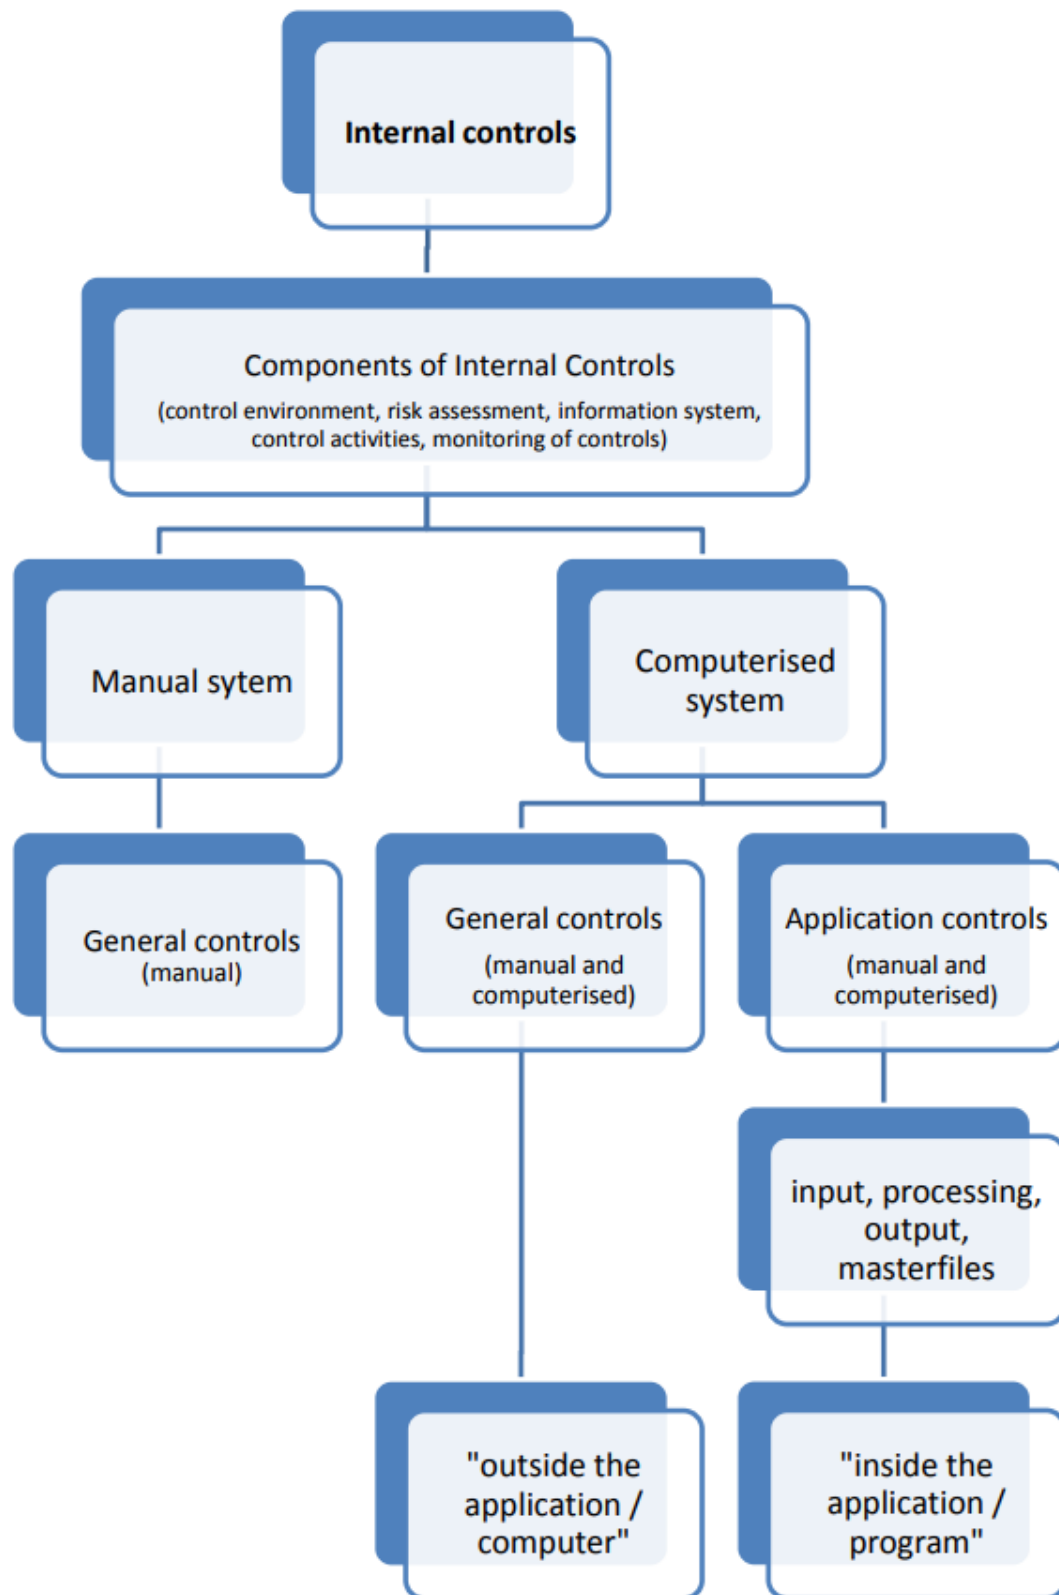 Internal controls
Components of Internal Controls
(control environment, risk assessment, information system,
control activities, monitoring of controls)
Manual sytem
Computerised
system
General controls
(manual)
General controls
(manual and
computerised)
Application controls
(manual and
computerised)
input, processing,
output,
masterfiles
"outside the
application /
computer"
"inside the
application /
program"